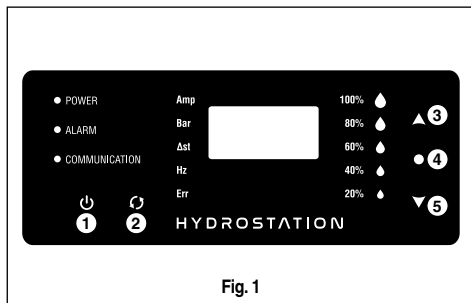 POWER
ALARM
COMMUNICATION
1
2
Amp
Bar
Δst
Hz
Err
100%
80%
60%
40%
20%
3
4
5
HYDROSTATION
Fig. 1